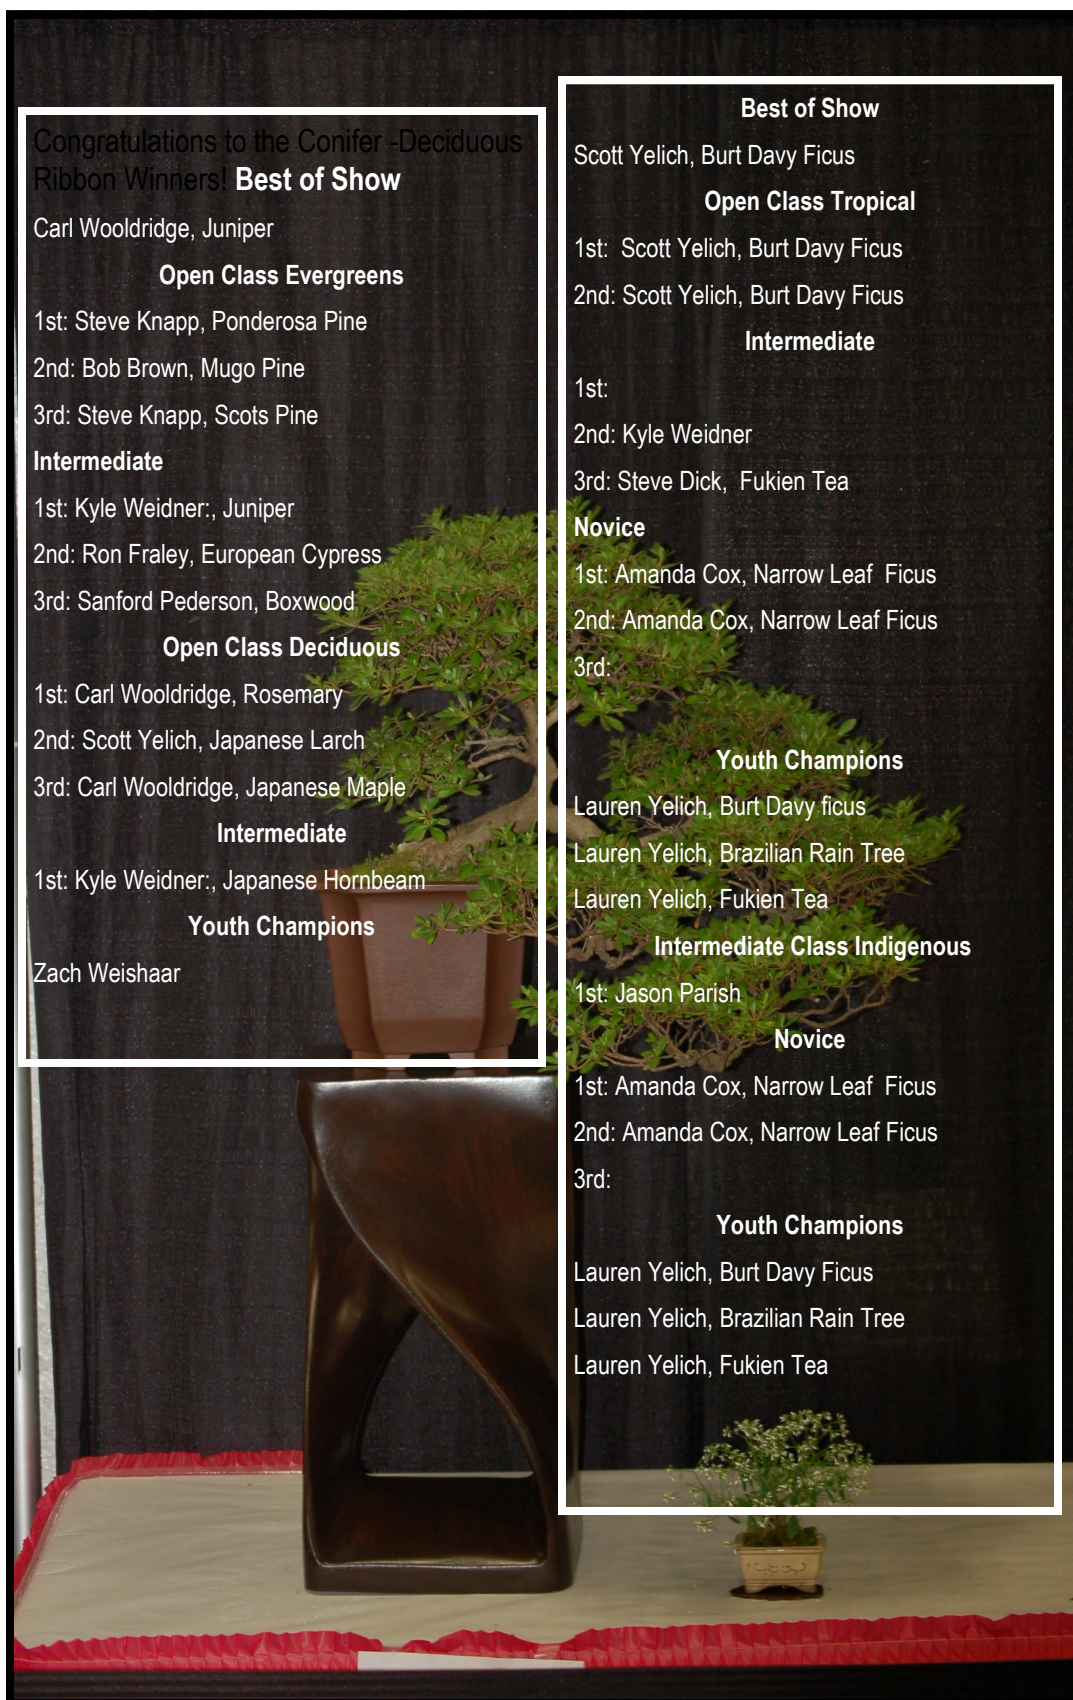 Congratulations to the Conifer -Deciduous
Ribbon Winners! Best of Show
Carl Wooldridge, Juniper
Open Class Evergreens
1st: Steve Knapp, Ponderosa Pine
2nd: Bob Brown, Mugo Pine
3rd: Steve Knapp, Scots Pine
Intermediate
1st: Kyle Weidner:, Juniper
2nd: Ron Fraley, European Cypress
3rd: Sanford Pederson, Boxwood
Open Class Deciduous
1st: Carl Wooldridge, Rosemary
2nd: Scott Yelich, Japanese Larch
3rd: Carl Wooldridge, Japanese Maple
Intermediate
1st: Kyle Weidner:, Japanese Hornbeam
Youth Champions
Zach Weishaar
Best of Show
Scott Yelich, Burt Davy Ficus
Open Class Tropical
1st:  Scott Yelich, Burt Davy Ficus
2nd: Scott Yelich, Burt Davy Ficus
Intermediate
1st:
2nd: Kyle Weidner
3rd: Steve Dick,  Fukien Tea
Novice
1st: Amanda Cox, Narrow Leaf  Ficus
2nd: Amanda Cox, Narrow Leaf Ficus
3rd:
Youth Champions
Lauren Yelich, Burt Davy ficus
Lauren Yelich, Brazilian Rain Tree
Lauren Yelich, Fukien Tea
Intermediate Class Indigenous
1st: Jason Parish
Novice
1st: Amanda Cox, Narrow Leaf  Ficus
2nd: Amanda Cox, Narrow Leaf Ficus
3rd:
Youth Champions
Lauren Yelich, Burt Davy Ficus
Lauren Yelich, Brazilian Rain Tree
Lauren Yelich, Fukien Tea